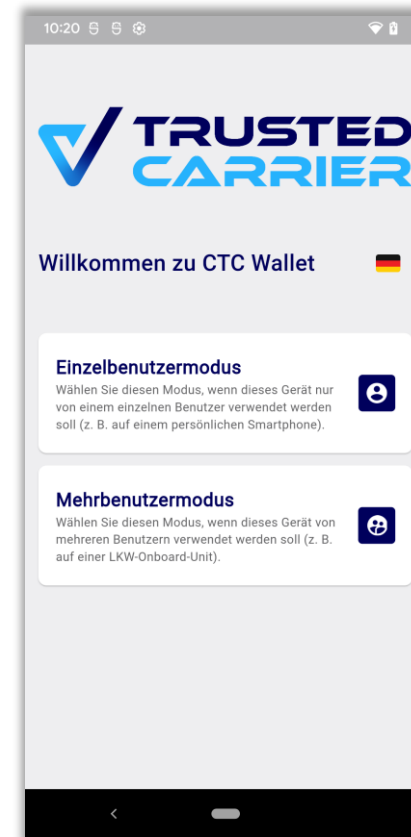 10:20
TRUSTED
CARRIER
Willkommen zu CTC Wallet
Einzelbenutzermodus
Wählen Sie diesen Modus, wenn dieses Gerät nur
von einem einzelnen Benutzer verwendet werden
soll (z. B. auf einem persönlichen Smartphone).
Mehrbenutzermodus
Wählen Sie diesen Modus, wenn dieses Gerät von
mehreren Benutzern verwendet werden soll (z. B.
auf einer LKW-Onboard-Unit).